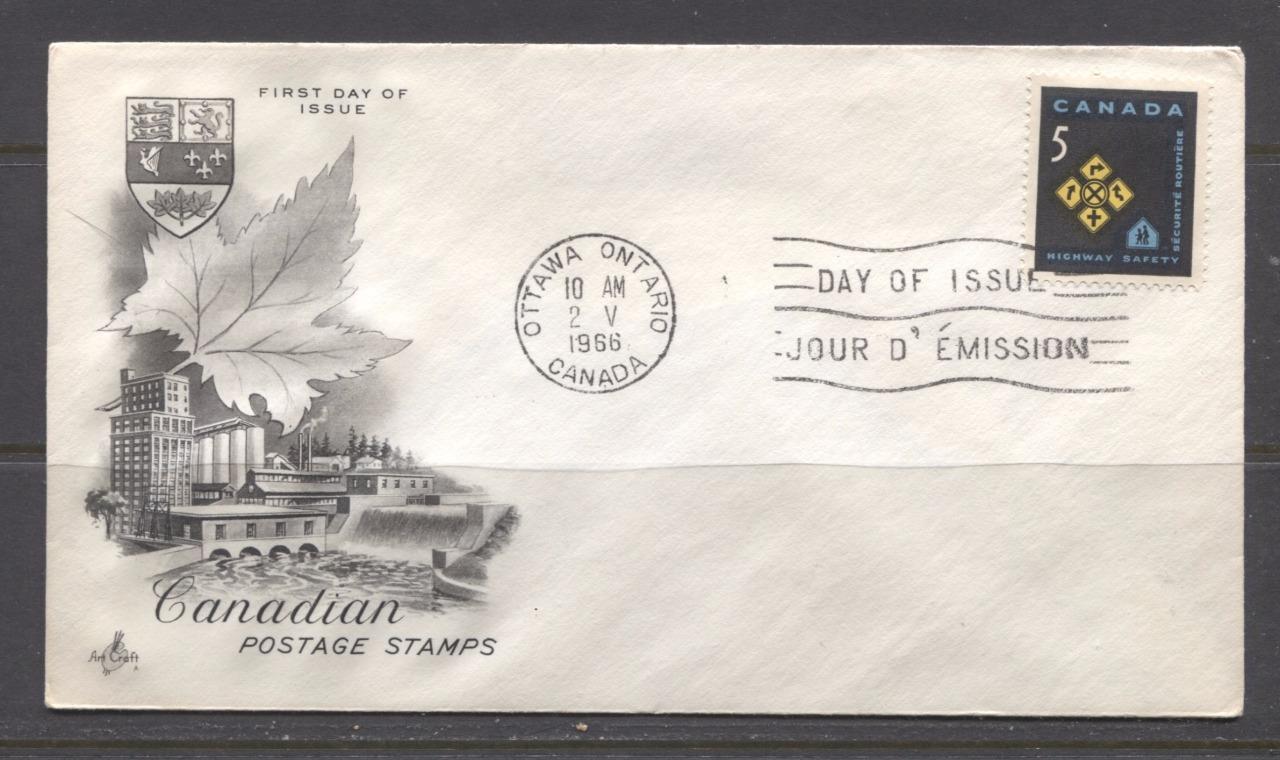 FIRST DAY OF
ISSUE
CANADA
5
SÉCURITÉ ROUTIÈRE
HIGHWAY SAFETY
OTTAWA ONTARIO
10 AM
2 V
1966
CANADA
DAY OF ISSUE
JOUR D' ÉMISSION
Canadian
POSTAGE STAMPS
Art Craft